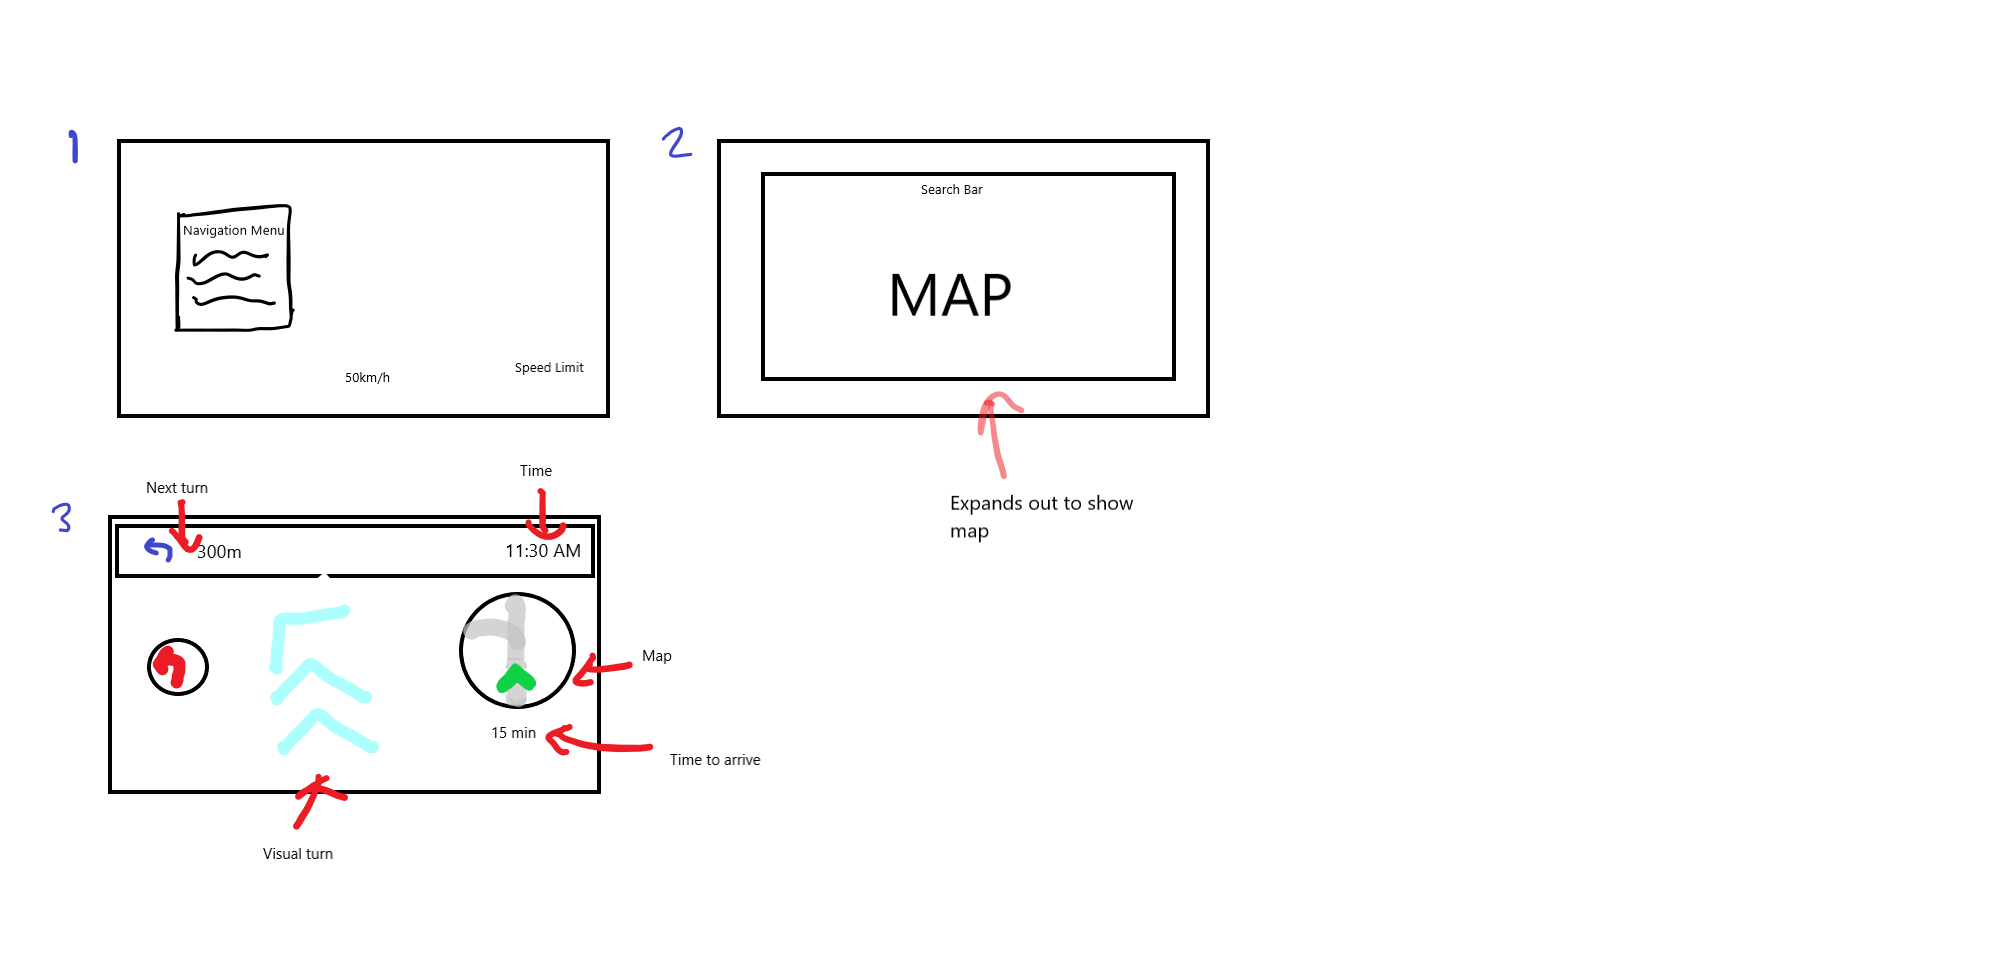 1
Navigation Menu
50km/h
Speed Limit
2
Search Bar
MAP
Expands out to show
map
3
Next turn
Time
300m
11:30 AM
Map
15 min
Time to arrive
Visual turn